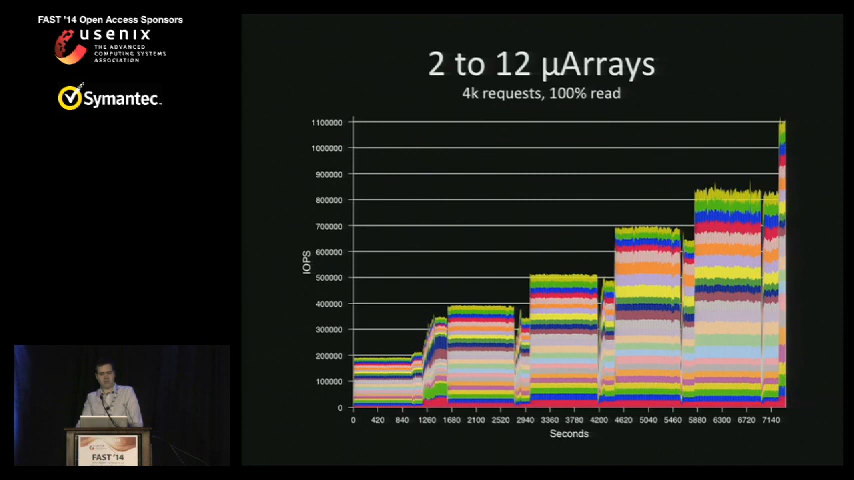 FAST '14 Open Access Sponsors
usenix
THE ADVANCED
COMPUTING SYSTEMS
ASSOCIATION
Symantec.
2 to 12 µArrays
4k requests, 100% read
1100000
1000000
900000
800000
700000
600000
500000
400000
300000
200000
100000
0
IOPS
0 420 840 1260 1680 2100 2520 2940 3360 3780 4200 4620 5040 5460 5880 6300 6720 7140
Seconds
FAST '14